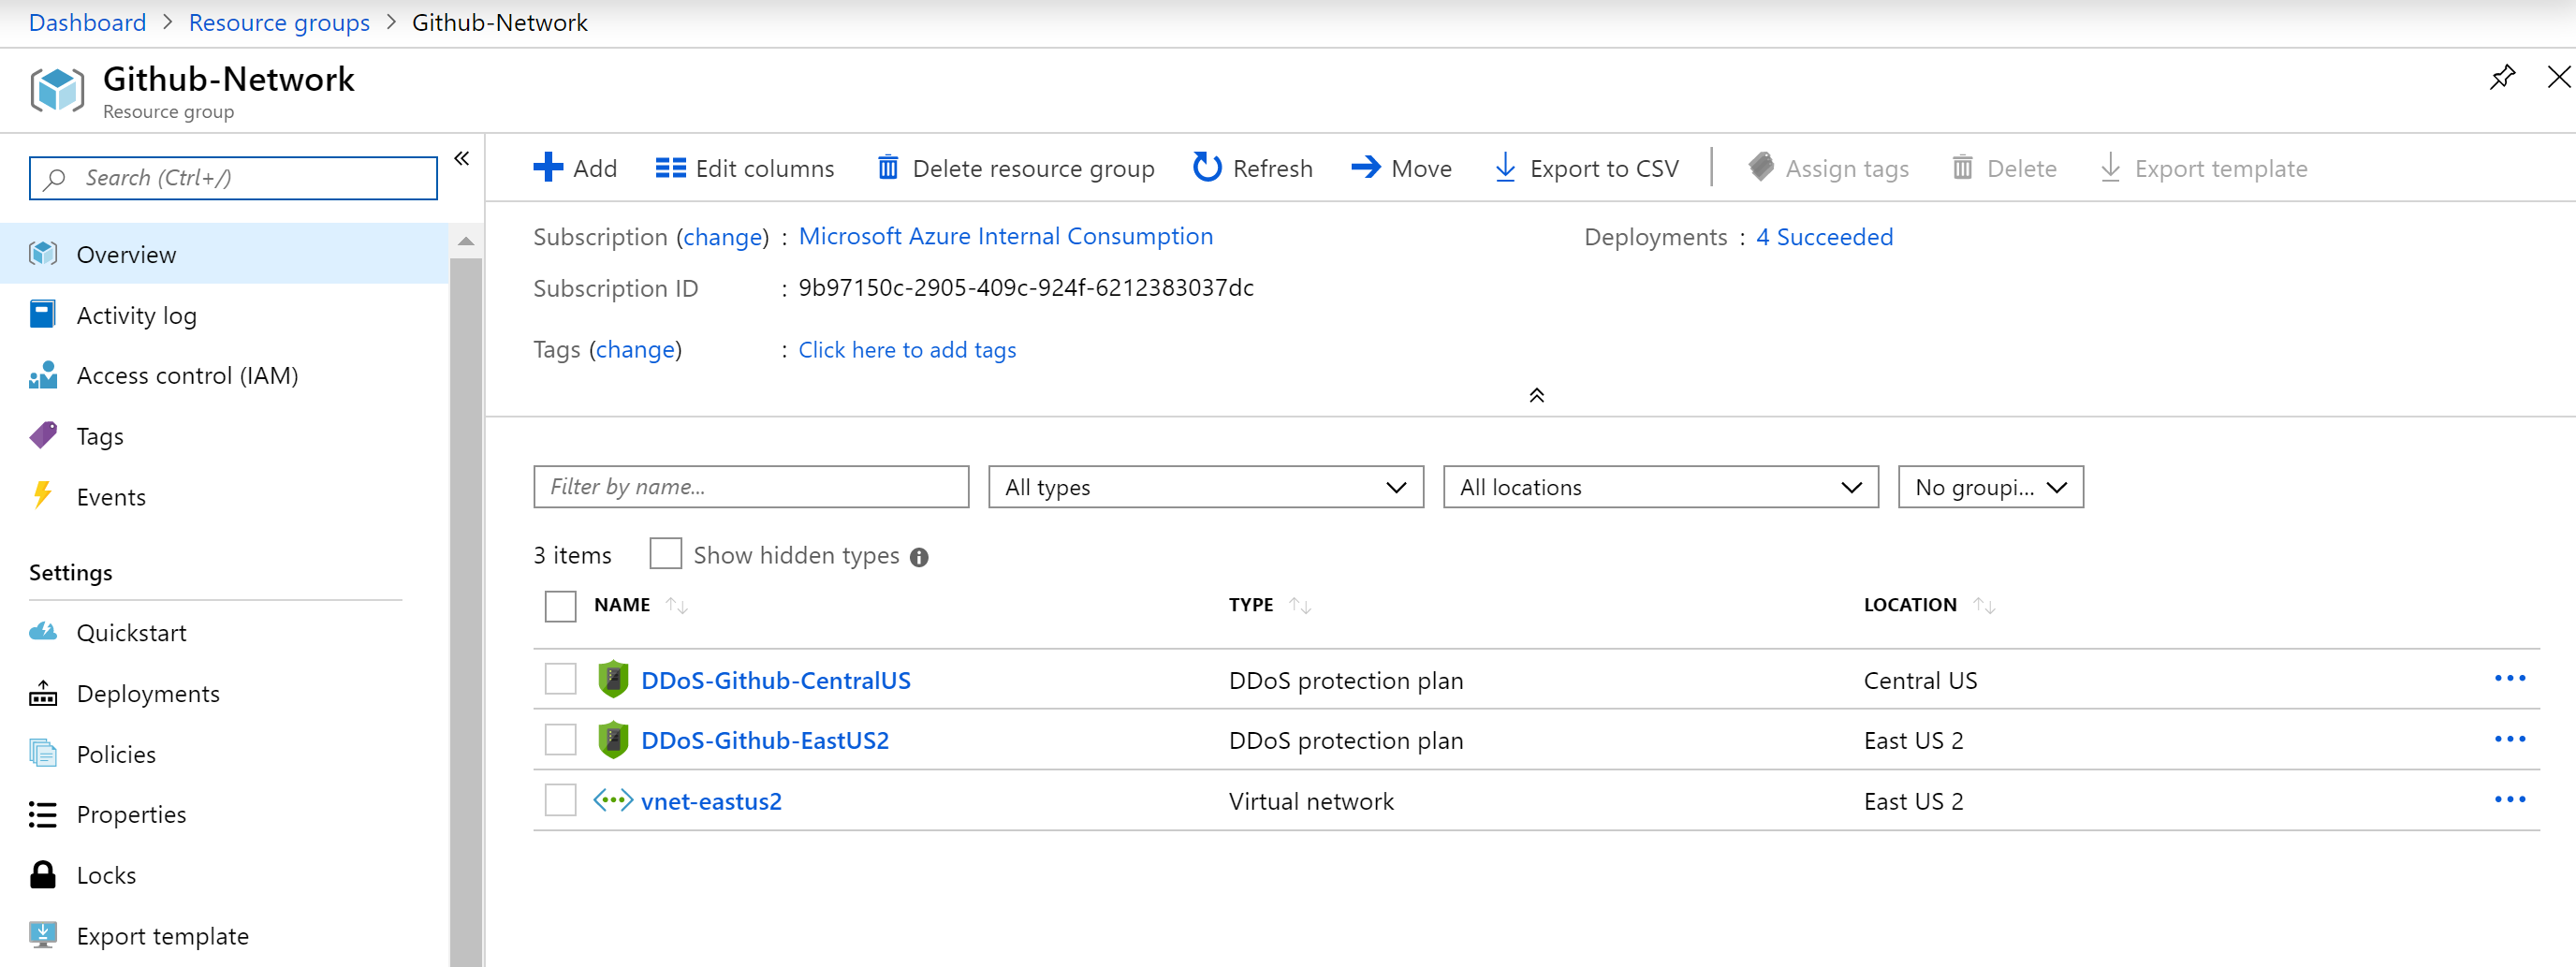 Dashboard > Resource groups > Github-Network
Github-Network
Resource group
Search (Ctrl+/)
Overview
Activity log
Access control (IAM)
Tags
Events
Settings
Quickstart
Deployments
Policies
Properties
Locks
Export template
Add Edit columns Delete resource group Refresh Move Export to CSV Assign tags Delete Export template
Subscription (change) : Microsoft Azure Internal Consumption Deployments : 4 Succeeded
Subscription ID : 9b97150c-2905-409c-924f-6212383037dc
Tags (change) : Click here to add tags
Filter by name... All types All locations No groupi...
3 items Show hidden types
NAME TYPE LOCATION
DDoS-Github-CentralUS DDoS protection plan Central US
DDoS-Github-EastUS2 DDoS protection plan East US 2
vnet-eastus2 Virtual network East US 2